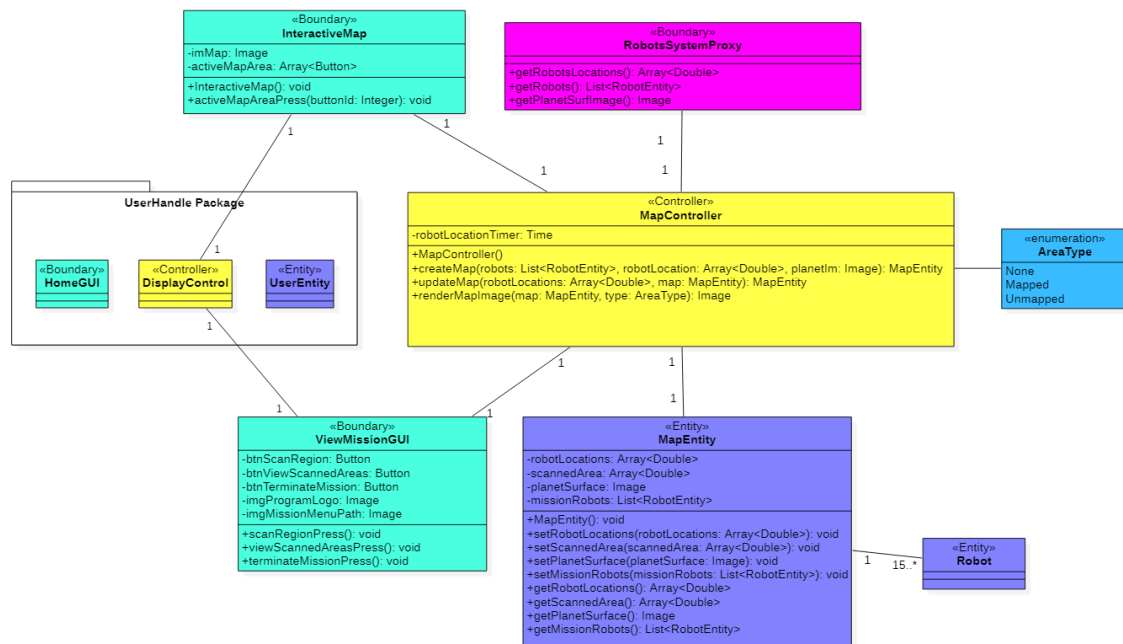 «Boundary»
InteractiveMap
-imMap: Image
-activeMapArea: Array<Button>
+InteractiveMap(): void
+activeMapAreaPress(buttonId: Integer): void
«Boundary»
RobotsSystemProxy
+getRobotsLocations(): Array<Double>
+getRobots(): List<RobotEntity>
+getPlanetSurfImage(): Image
1
1
1
1
1
1
UserHandle Package
«Boundary»
HomeGUI
«Controller»
DisplayControl
«Entity»
UserEntity
1
«Controller»
MapController
-robotLocationTimer: Time
+MapController()
+createMap(robots: List<RobotEntity>, robotLocation: Array<Double>, planetIm: Image): MapEntity
+updateMap(robotLocations: Array<Double>, map: MapEntity): MapEntity
+renderMapImage(map: MapEntity, type: AreaType): Image
«enumeration»
AreaType
None
Mapped
Unmapped
1
1
1
1
1
«Boundary»
ViewMissionGUI
-btnScanRegion: Button
-btnViewScannedAreas: Button
-btnTerminateMission: Button
-imgProgramLogo: Image
-imgMissionMenuPath: Image
+scanRegionPress(): void
+viewScannedAreasPress(): void
+terminateMissionPress(): void
«Entity»
MapEntity
-robotLocations: Array<Double>
-scannedArea: Array<Double>
-planetSurface: Image
-missionRobots: List<RobotEntity>
+MapEntity(): void
+setRobotLocations(robotLocations: Array<Double>): void
+setScannedArea(scannedArea: Array<Double>): void
+setPlanetSurface(planetSurface: Image): void
+setMissionRobots(missionRobots: List<RobotEntity>): void
+getRobotLocations(): Array<Double>
+getScannedArea(): Array<Double>
+getPlanetSurface(): Image
+getMissionRobots(): List<RobotEntity>
1
15..*
«Entity»
Robot